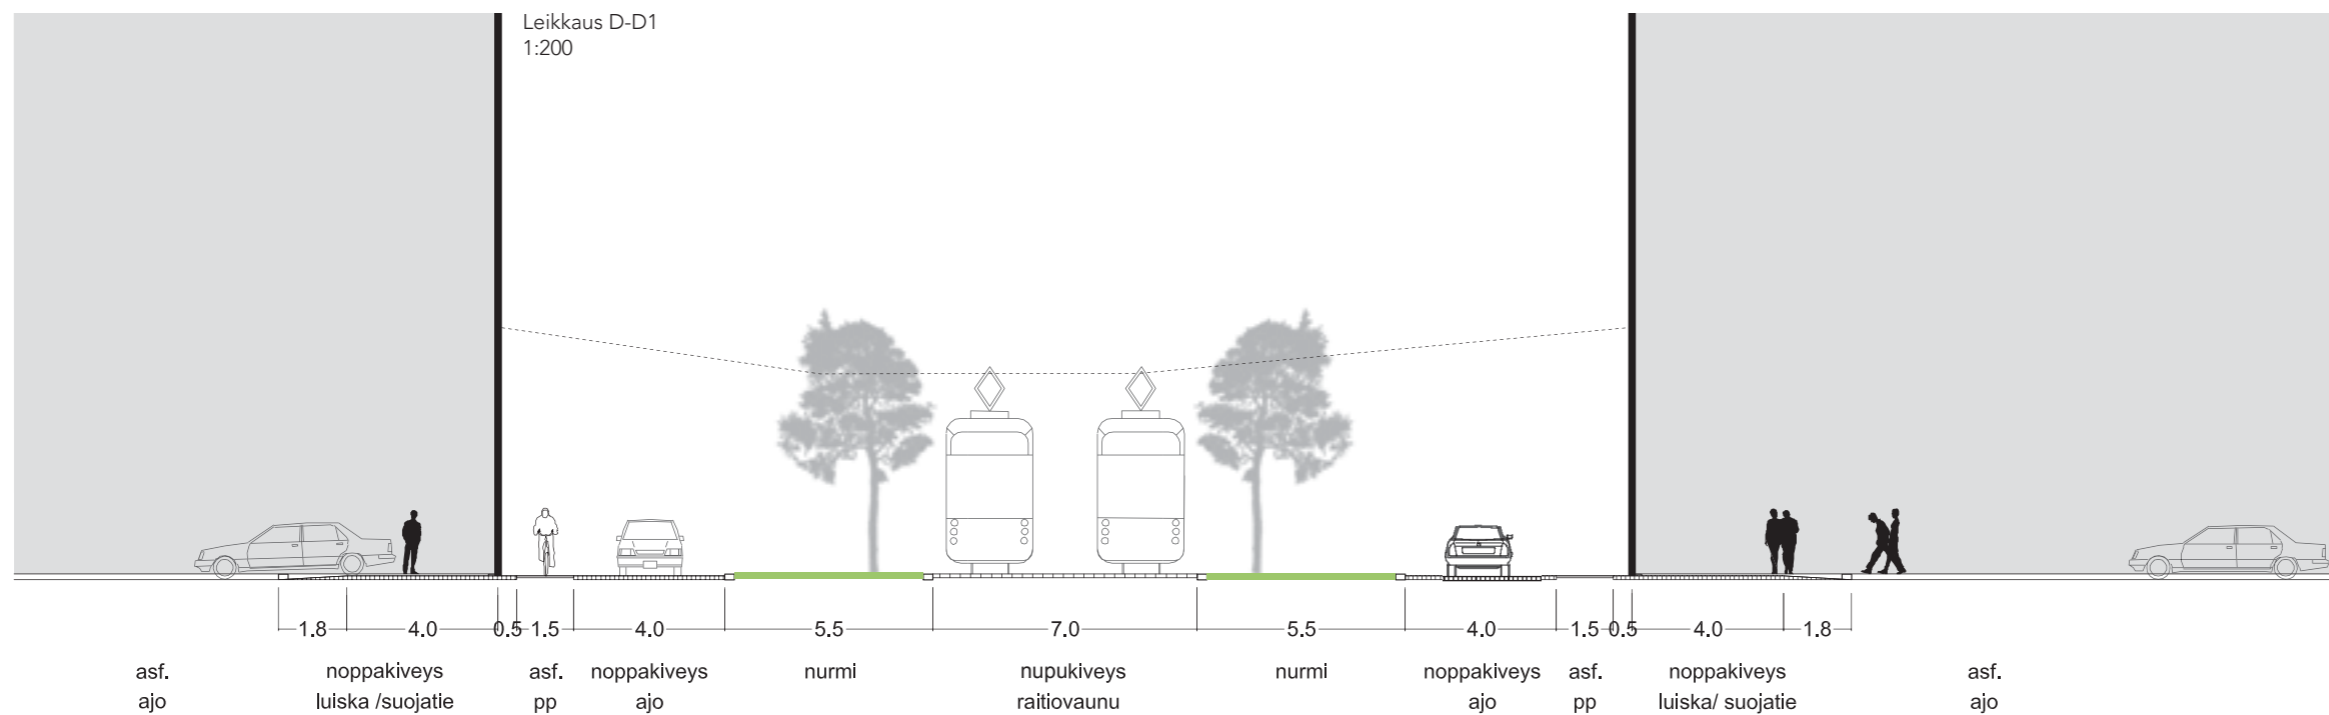 Leikkaus D-D1
1:200
1.8 4.0 0.5 1.5 4.0 5.5 7.0 5.5 4.0 1.5 0.5 4.0 1.8
asf. noppakiveys asf. noppakiveys nurmi nupukiveys nurmi noppakiveys asf. noppakiveys asf.
ajo luiska /suojatie pp ajo raitiovaunu ajo pp luiska/ suojatie ajo